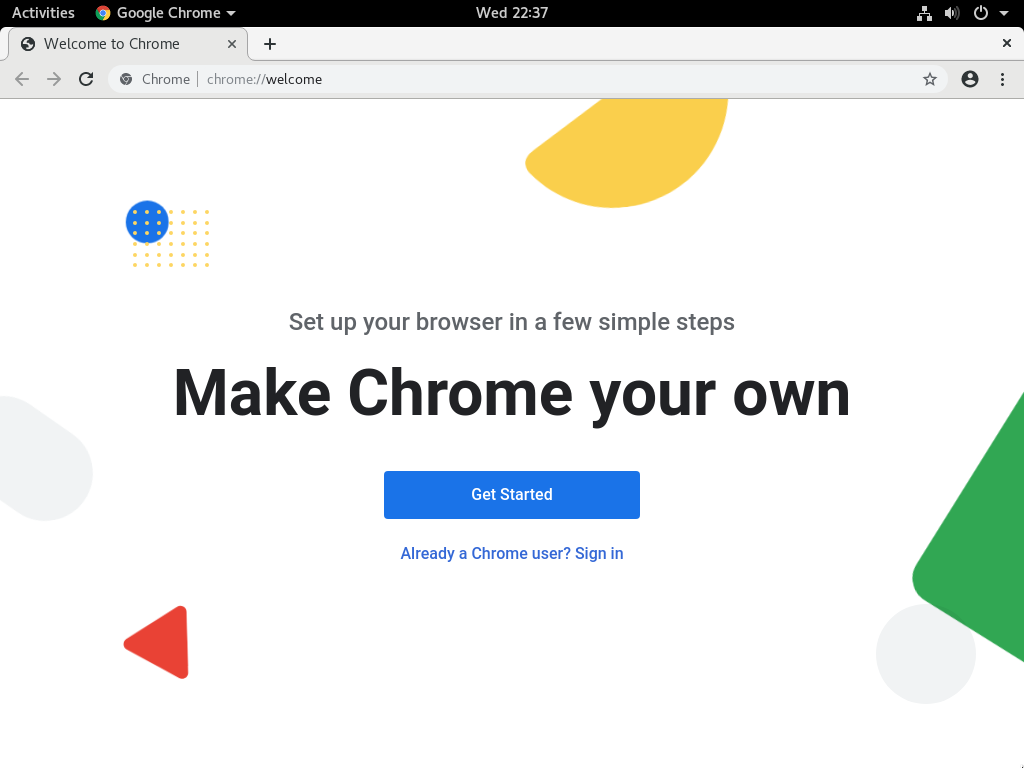 Activities Google Chrome Wed 22:37
Welcome to Chrome
Chrome chrome://welcome
Set up your browser in a few simple steps
Make Chrome your own
Get Started
Already a Chrome user? Sign in